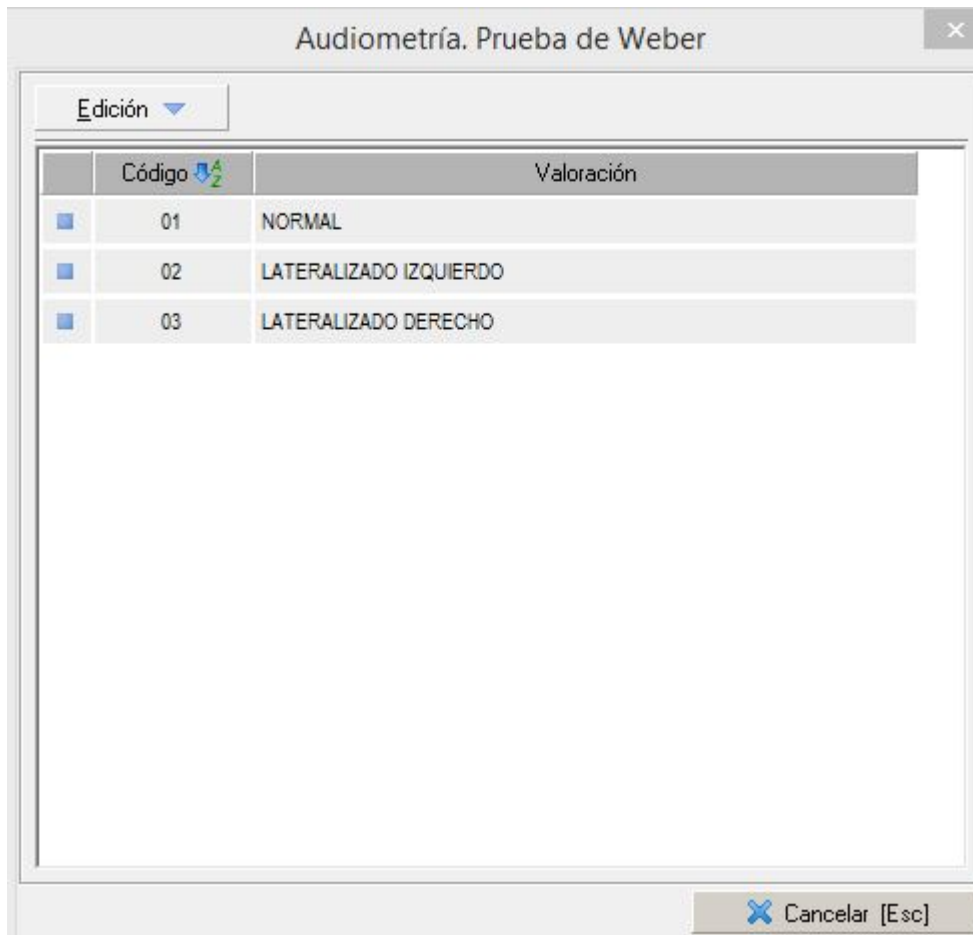 Audiometría. Prueba de Weber
Edición
Código Valoración
01 NORMAL
02 LATERALIZADO IZQUIERDO
03 LATERALIZADO DERECHO
Cancelar [Esc]